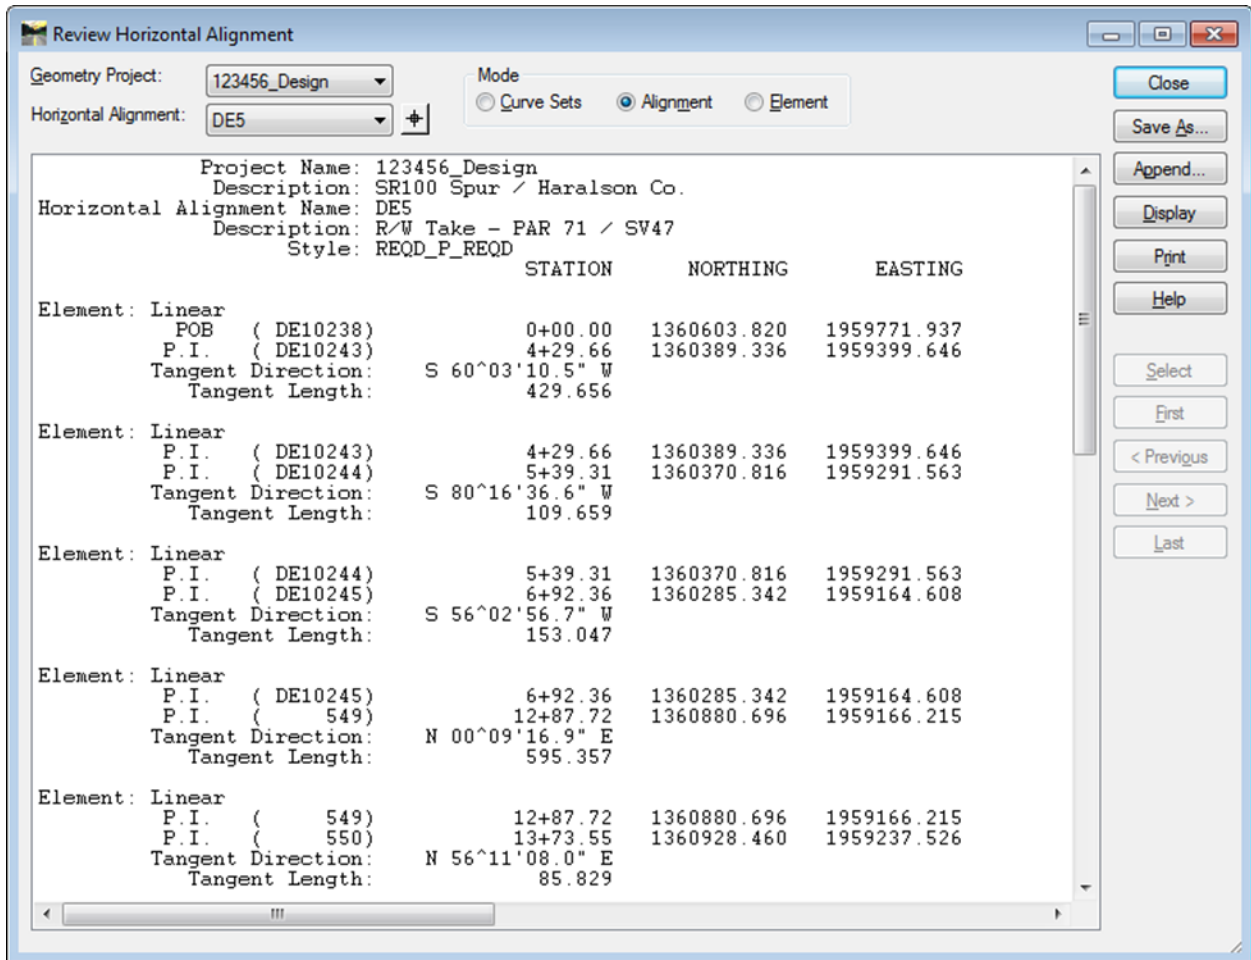 Review Horizontal Alignment
Geometry Project: 123456_Design
Horizontal Alignment: DE5
Mode
Curve Sets Alignment Element
Close
Save As...
Append...
Display
Print
Help
Select
First
< Previous
Next >
Last
Project Name: 123456_Design
Description: SR100 Spur / Haralson Co.
Horizontal Alignment Name: DE5
Description: R/W Take - PAR 71 / SV47
Style: REQD_P_REQD
STATION NORTHING EASTING
Element: Linear
POB ( DE10238) 0+00.00 1360603.820 1959771.937
P.I. ( DE10243) 4+29.66 1360389.336 1959399.646
Tangent Direction: S 60^03'10.5" W
Tangent Length: 429.656
Element: Linear
P.I. ( DE10243) 4+29.66 1360389.336 1959399.646
P.I. ( DE10244) 5+39.31 1360370.816 1959291.563
Tangent Direction: S 80^16'36.6" W
Tangent Length: 109.659
Element: Linear
P.I. ( DE10244) 5+39.31 1360370.816 1959291.563
P.I. ( DE10245) 6+92.36 1360285.342 1959164.608
Tangent Direction: S 56^02'56.7" W
Tangent Length: 153.047
Element: Linear
P.I. ( DE10245) 6+92.36 1360285.342 1959164.608
P.I. ( 549) 12+87.72 1360880.696 1959166.215
Tangent Direction: N 00^09'16.9" E
Tangent Length: 595.357
Element: Linear
P.I. ( 549) 12+87.72 1360880.696 1959166.215
P.I. ( 550) 13+73.55 1360928.460 1959237.526
Tangent Direction: N 56^11'08.0" E
Tangent Length: 85.829